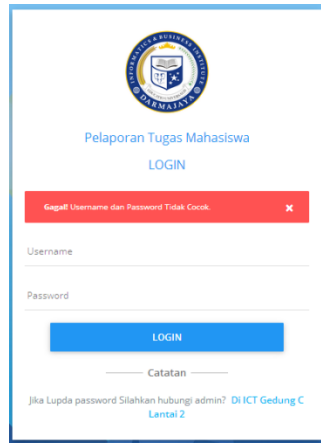 INFORMATICS & BUSINESS INSTITUTE
DARMAJAYA
Pelaporan Tugas Mahasiswa
LOGIN
Gagal! Username dan Password Tidak Cocok. ×
Username
Password
LOGIN
Catatan
Jika Lupda password Silahkan hubungi admin? Di ICT Gedung C
Lantai 2